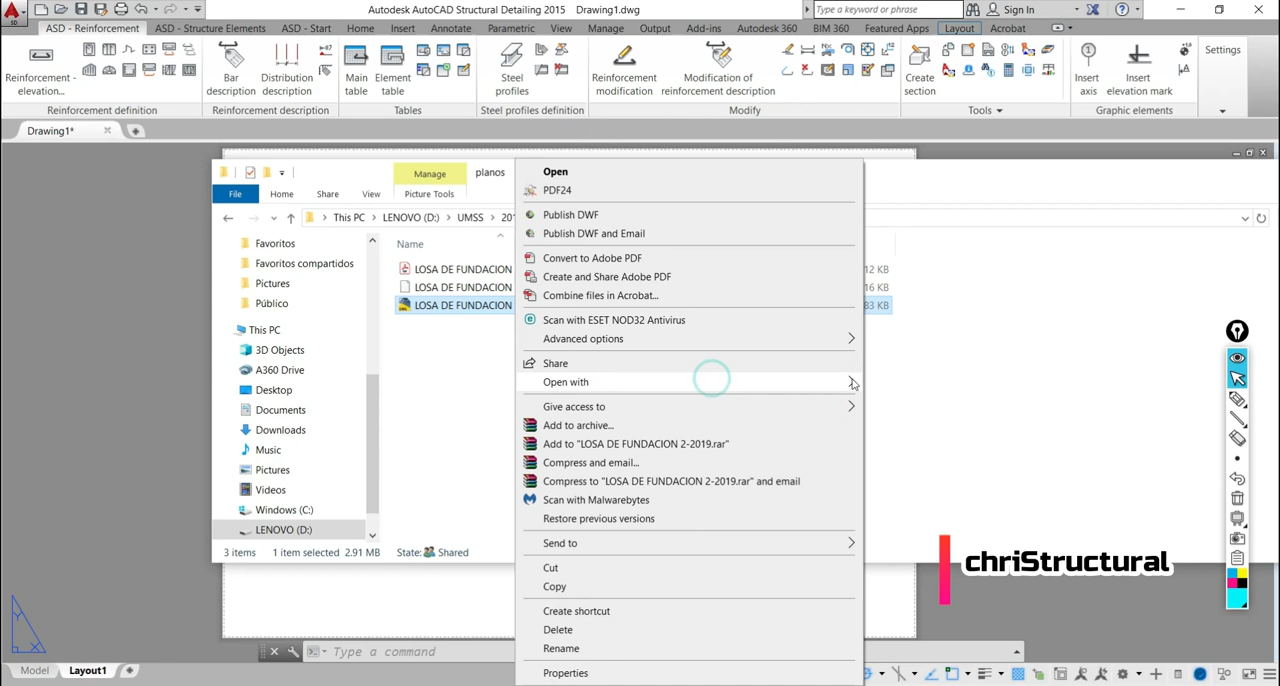 Autodesk AutoCAD Structural Detailing 2015 Drawing1.dwg
Type a keyword or phrase
Sign In
ASD - Reinforcement ASD - Structure Elements ASD - Start Home Insert Annotate Parametric View Manage Output Add-ins Autodesk 360 BIM 360 Featured Apps Layout Acrobat
Reinforcement -
elevation...
Bar
description
Distribution
description
Main
table
Element
table
Steel
profiles
Reinforcement
modification
Modification of
reinforcement description
Create
section
Insert
axis
Insert
elevation mark
Settings
Reinforcement definition Reinforcement description Tables Steel profiles definition Modify Tools Graphic elements
Drawing1*
Manage planos
File Home Share View Picture Tools
This PC LENOVO (D:) UMSS 201
Favoritos
Favoritos compartidos
Pictures
Público
This PC
3D Objects
A360 Drive
Desktop
Documents
Downloads
Music
Pictures
Videos
Windows (C:)
LENOVO (D:)
Name
LOSA DE FUNDACION
LOSA DE FUNDACION
LOSA DE FUNDACION
12 KB
16 KB
83 KB
3 items 1 item selected 2.91 MB State: Shared
Open
PDF24
Publish DWF
Publish DWF and Email
Convert to Adobe PDF
Create and Share Adobe PDF
Combine files in Acrobat...
Scan with ESET NOD32 Antivirus
Advanced options
Share
Open with
Give access to
Add to archive...
Add to "LOSA DE FUNDACION 2-2019.rar"
Compress and email...
Compress to "LOSA DE FUNDACION 2-2019.rar" and email
Scan with Malwarebytes
Restore previous versions
Send to
Cut
Copy
Create shortcut
Delete
Rename
Properties
chriStructural
Type a command
Model Layout1